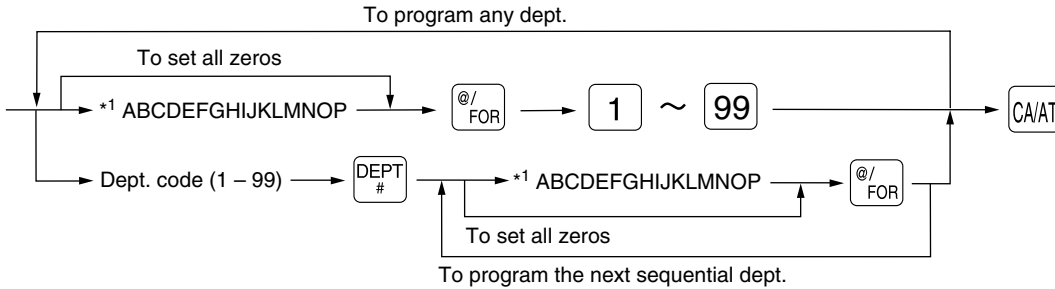 To program any dept.
To set all zeros
*1 ABCDEFGHIJKLMNOP @/FOR 1 ~ 99 CA/AT
Dept. code (1 – 99) DEPT # *1 ABCDEFGHIJKLMNOP @/FOR
To set all zeros
To program the next sequential dept.